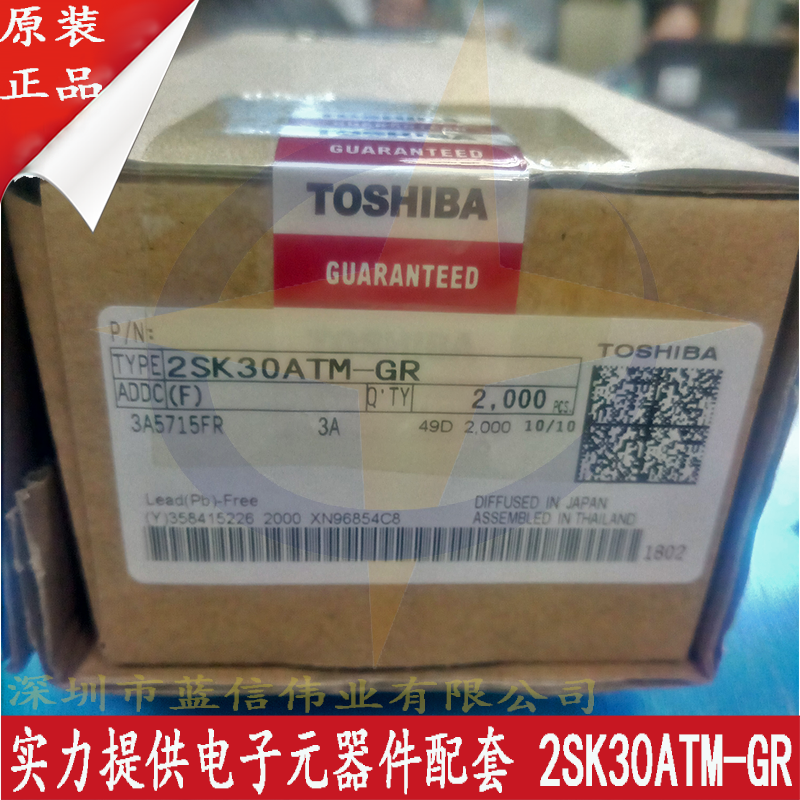 原装
正品
TOSHIBA
GUARANTEED
TOSHIBA
GUARANTEED
P/N:
TYPE 2SK30ATM-GR
TOSHIBA
ADDC (F) Q'TY 2,000 PCS.
3A5715FR 3A 49D 2,000 10/10
Lead(Pb)-Free
DIFFUSED IN JAPAN
(Y)358415226 2000 XN96854C8
ASSEMBLED IN THAILAND
1802
深圳市蓝信伟业有限公司
实力提供电子元器件配套 2SK30ATM-GR